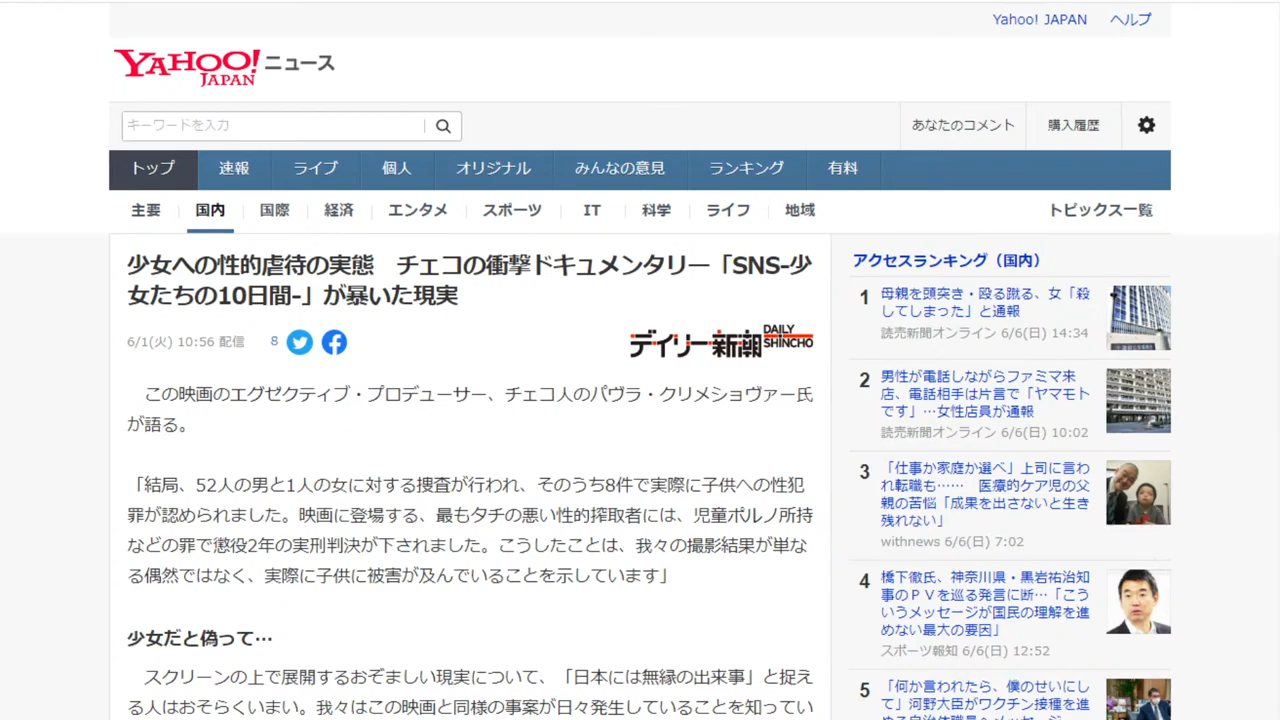 Yahoo! JAPAN ヘルプ
YAHOO! JAPAN ニュース
キーワードを入力
あなたのコメント 購入履歴
トップ 速報 ライブ 個人 オリジナル みんなの意見 ランキング 有料
主要 国内 国際 経済 エンタメ スポーツ IT 科学 ライフ 地域 トピックス一覧
少女への性的虐待の実態 チェコの衝撃ドキュメンタリー「SNS-少
女たちの10日間-」が暴いた現実
6/1(火) 10:56 配信 8
デイリー新潮 DAILY SHINCHO
この映画のエグゼクティブ・プロデューサー、チェコ人のパヴラ・クリメショヴァー氏
が語る。
「結局、52人の男と1人の女に対する捜査が行われ、そのうち8件で実際に子供への性犯
罪が認められました。映画に登場する、最もタチの悪い性的搾取者には、児童ポルノ所持
などの罪で懲役2年の実刑判決が下されました。こうしたことは、我々の撮影結果が単な
る偶然ではなく、実際に子供に被害が及んでいることを示しています」
少女だと偽って…
スクリーンの上で展開するおぞましい現実について、「日本には無縁の出来事」と捉え
る人はおそらくいまい。我々はこの映画と同様の事案が日々発生していることを知ってい
アクセスランキング（国内）
1 母親を頭突き・殴る蹴る、女「殺
してしまった」と通報
読売新聞オンライン 6/6(日) 14:34
2 男性が電話しながらファミマ来
店、電話相手は片言で「ヤマモト
です」…女性店員が通報
読売新聞オンライン 6/6(日) 10:02
3 「仕事か家庭か選べ」上司に言わ
れ転職も…… 医療的ケア児の父
親の苦悩「成果を出さないと生き
残れない」
withnews 6/6(日) 7:02
4 橋下徹氏、神奈川県・黒岩祐治知
事のＰＶを巡る発言に断…「こう
いうメッセージが国民の理解を進
めない最大の要因」
スポーツ報知 6/6(日) 12:52
5 「何か言われたら、僕のせいにし
て」河野大臣がワクチン接種を進
める自治体職員へメッセージ